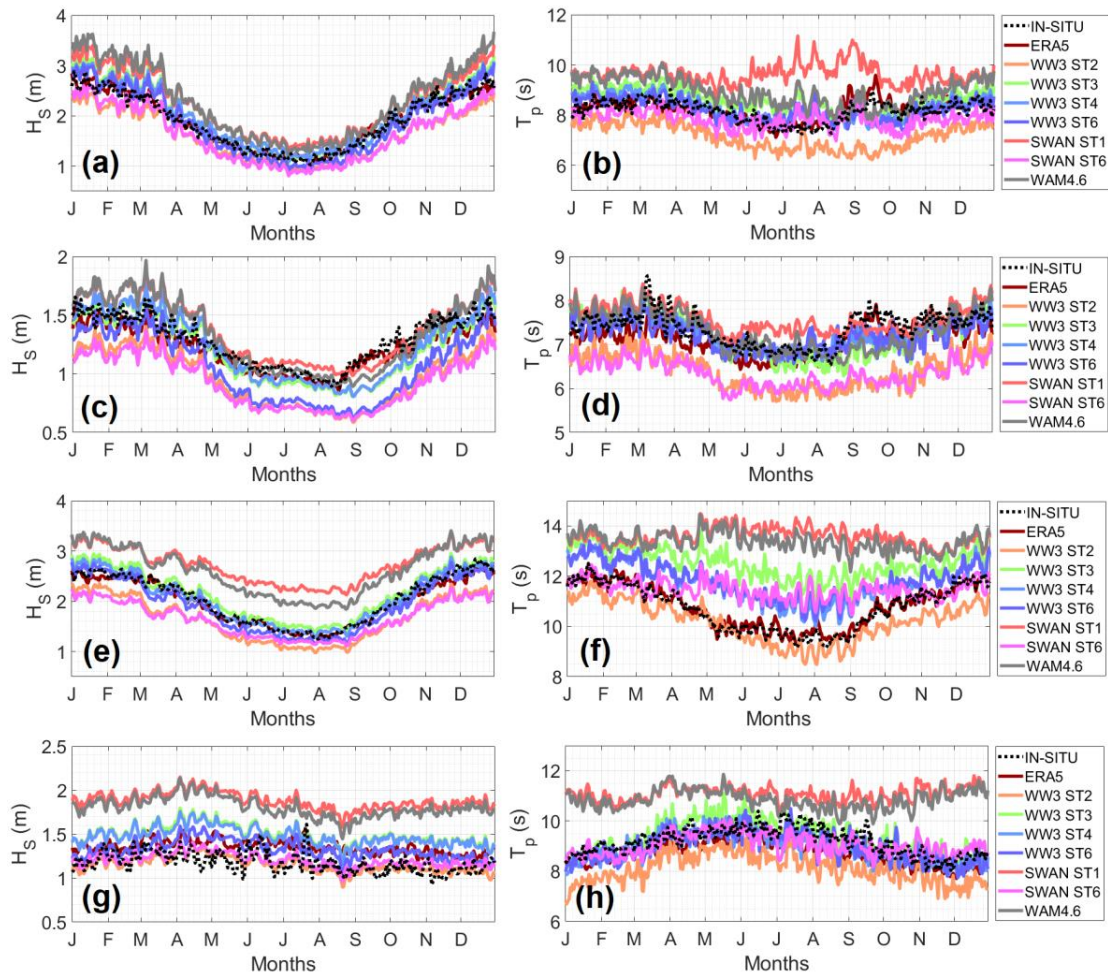 4
3
2
1
H_S (m)
(a)
J F M A M J J A S O N D
Months
10
8
6
T_p (s)
(b)
J F M A M J J A S O N D
Months
IN-SITU
ERA5
WW3 ST2
WW3 ST3
WW3 ST4
WW3 ST6
SWAN ST1
SWAN ST6
WAM4.6
2
1.5
1
0.5
H_S (m)
(c)
J F M A M J J A S O N D
Months
9
8
7
6
5
T_p (s)
(d)
J F M A M J J A S O N D
Months
IN-SITU
ERA5
WW3 ST2
WW3 ST3
WW3 ST4
WW3 ST6
SWAN ST1
SWAN ST6
WAM4.6
4
3
2
1
H_S (m)
(e)
J F M A M J J A S O N D
Months
14
12
10
8
T_p (s)
(f)
J F M A M J J A S O N D
Months
IN-SITU
ERA5
WW3 ST2
WW3 ST3
WW3 ST4
WW3 ST6
SWAN ST1
SWAN ST6
WAM4.6
2.5
2
1.5
1
0.5
H_S (m)
(g)
J F M A M J J A S O N D
Months
12
10
8
6
T_p (s)
(h)
J F M A M J J A S O N D
Months
IN-SITU
ERA5
WW3 ST2
WW3 ST3
WW3 ST4
WW3 ST6
SWAN ST1
SWAN ST6
WAM4.6